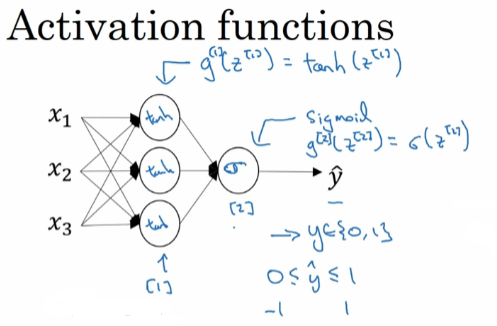 Activation functions
g^[1](z^[1]) = tanh(z^[1])
x₁
tanh
Sigmoid
g^[2](z^[2]) = σ(z^[2])
x₂
tanh
σ
ŷ
[2]
x₃
tanh
→ y∈{0,1}
[1]
0 ≤ ŷ ≤ 1
-1 1